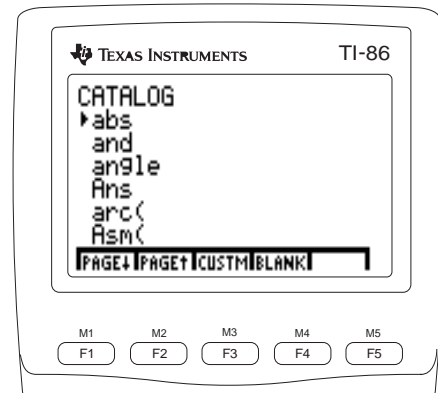 TEXAS INSTRUMENTS TI-86
CATALOG
▸abs
and
angle
Ans
arc(
Asm(
PAGE↓ PAGE↑ CUSTM BLANK
M1 M2 M3 M4 M5
F1 F2 F3 F4 F5